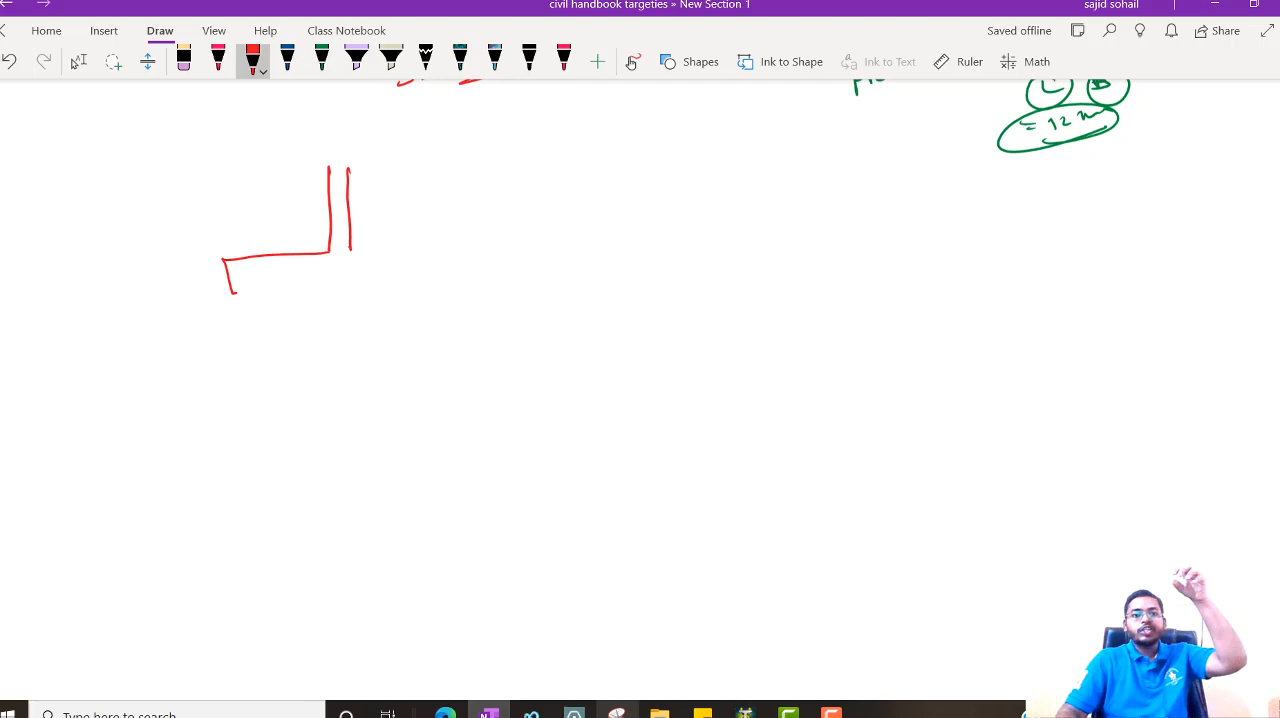 civil handbook targeties » New Section 1
sajid sohail
Home Insert Draw View Help Class Notebook
Saved offline
Share
Shapes Ink to Shape Ink to Text Ruler Math
L B
= 12 m
Type here to search